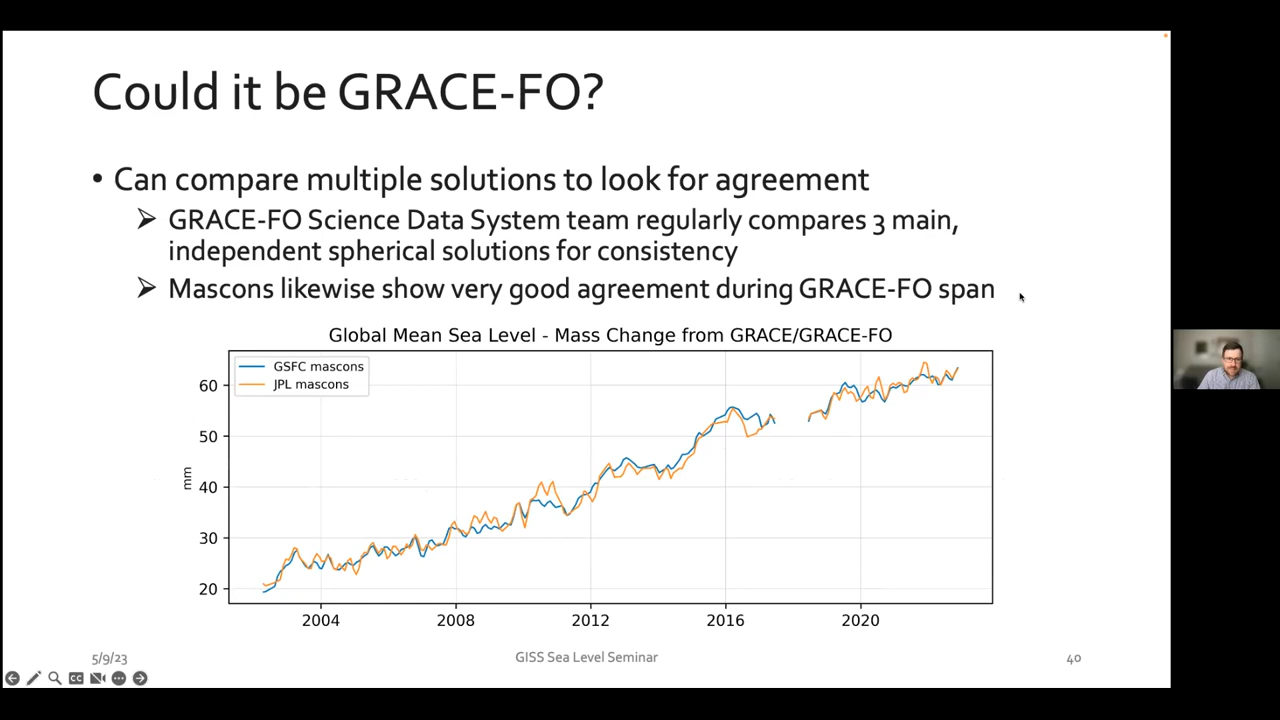 Could it be GRACE-FO?
• Can compare multiple solutions to look for agreement
➢ GRACE-FO Science Data System team regularly compares 3 main,
independent spherical solutions for consistency
➢ Mascons likewise show very good agreement during GRACE-FO span
Global Mean Sea Level - Mass Change from GRACE/GRACE-FO
GSFC mascons
JPL mascons
60
50
40
30
20
mm
2004 2008 2012 2016 2020
5/9/23 GISS Sea Level Seminar 40
CC